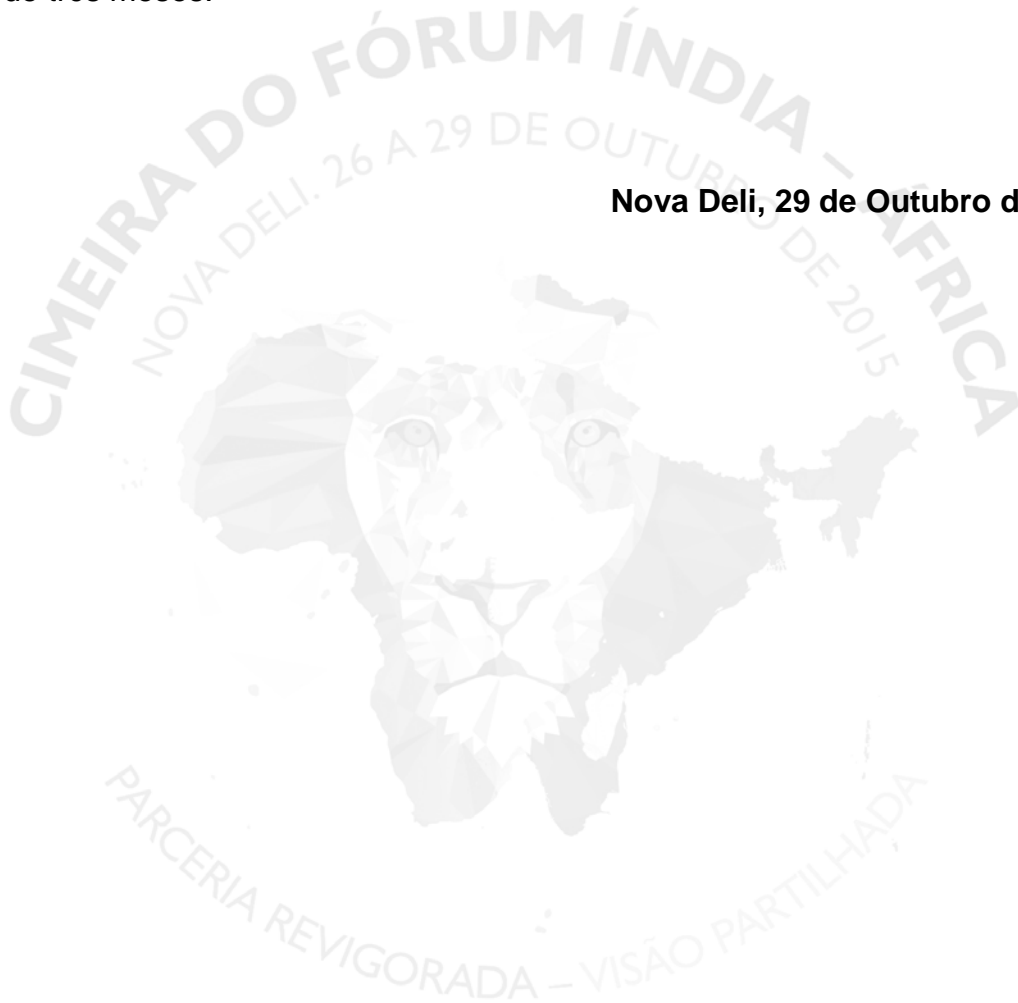 três meses.
CIMEIRA DO FÓRUM ÍNDIA – ÁFRICA
NOVA DELI. 26 A 29 DE OUTUBRO DE 2015
Nova Deli, 29 de Outubro d
PARCERIA REVIGORADA – VISÃO PARTILHADA